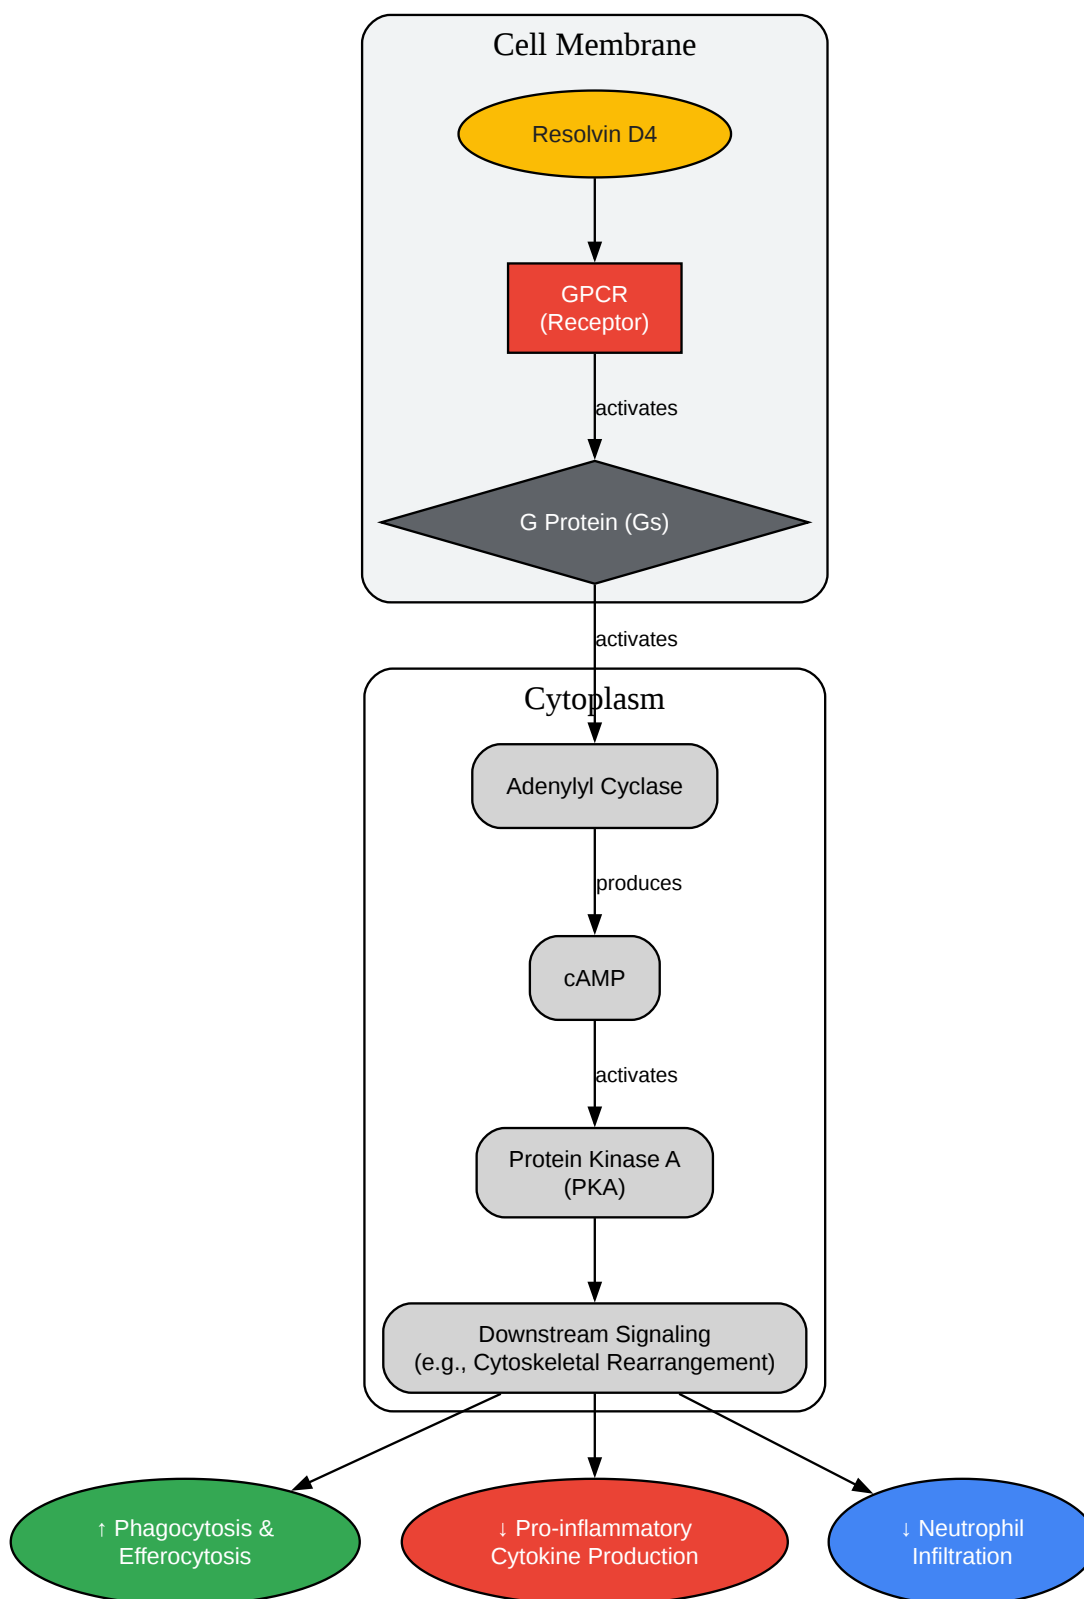 Cell Membrane
Resolvin D4
GPCR
(Receptor)
activates
G Protein (Gs)
activates
Cytoplasm
Adenylyl Cyclase
produces
cAMP
activates
Protein Kinase A
(PKA)
Downstream Signaling
(e.g., Cytoskeletal Rearrangement)
↑ Phagocytosis &
Efferocytosis
↓ Pro-inflammatory
Cytokine Production
↓ Neutrophil
Infiltration